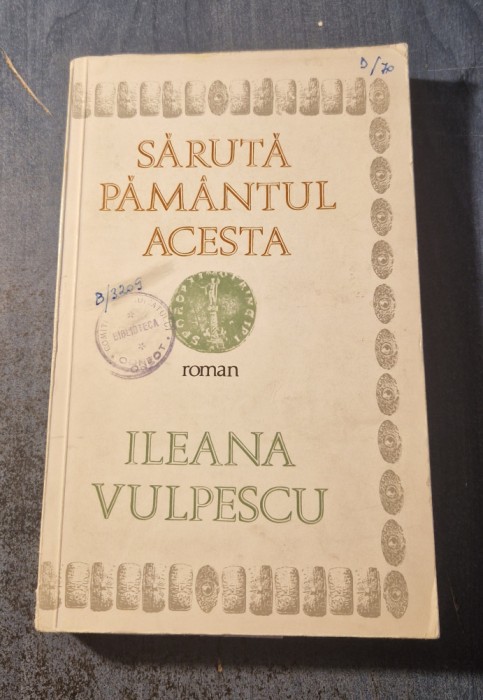 D/70
SĂRUTĂ
PĂMÂNTUL
ACESTA
B/3209
BIBLIOTECA
roman
ILEANA
VULPESCU